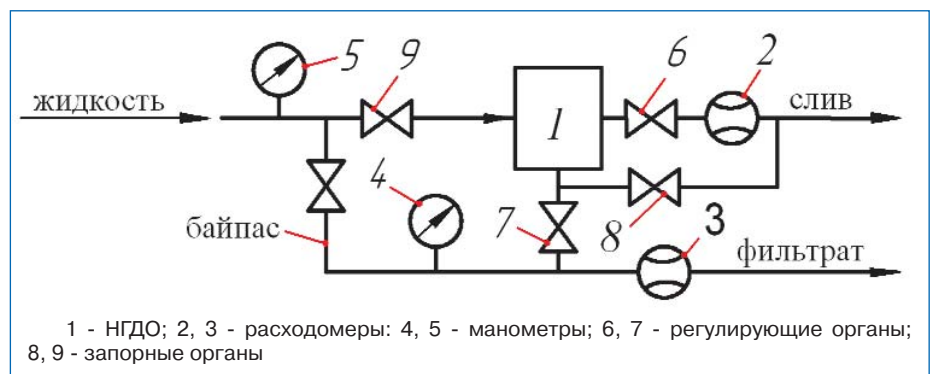 5
9
6
2
жидкость
слив
1
4
7
8
3
байпас
фильтрат
1 - НГДО; 2, 3 - расходомеры: 4, 5 - манометры; 6, 7 - регулирующие органы;
8, 9 - запорные органы